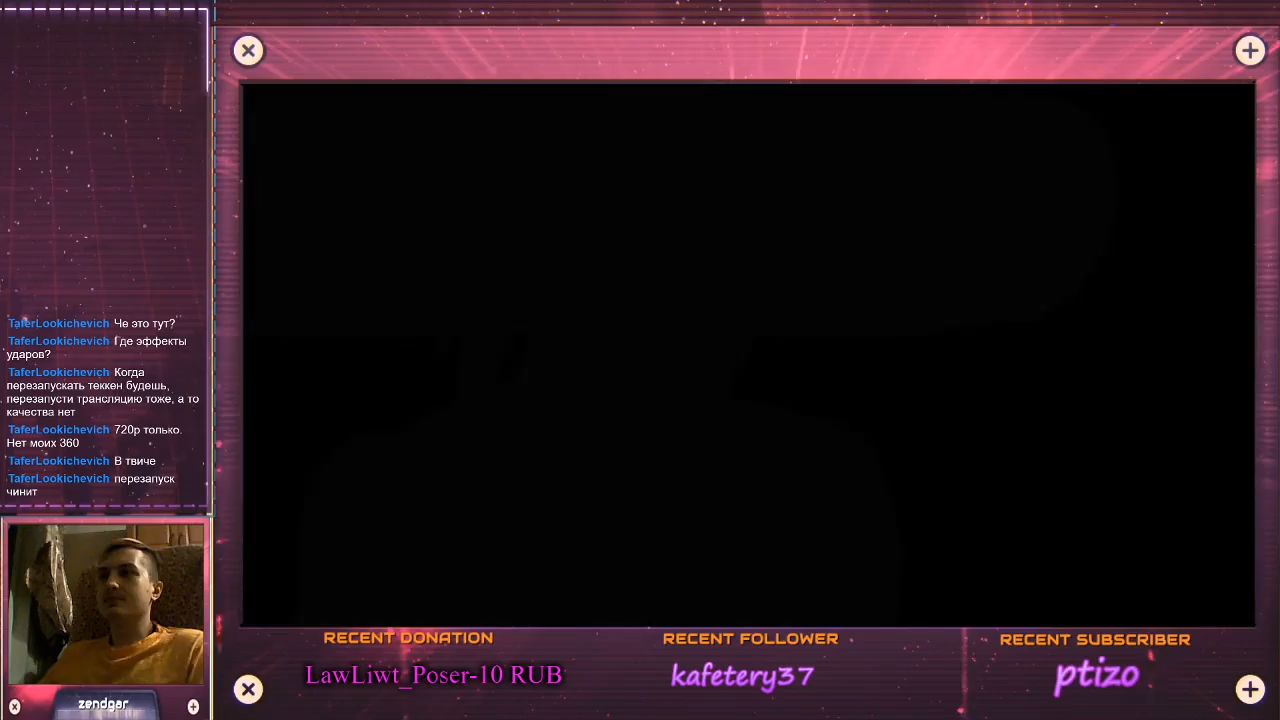 TaferLookichevich Че это тут?
TaferLookichevich Где эффекты
ударов?
TaferLookichevich Когда
перезапускать теккен будешь,
перезапусти трансляцию тоже, а то
качества нет
TaferLookichevich 720p только.
Нет моих 360
TaferLookichevich В твиче
TaferLookichevich перезапуск
чинит
zendgar
RECENT DONATION
LawLiwt_Poser-10 RUB
RECENT FOLLOWER
kafetery37
RECENT SUBSCRIBER
ptizo